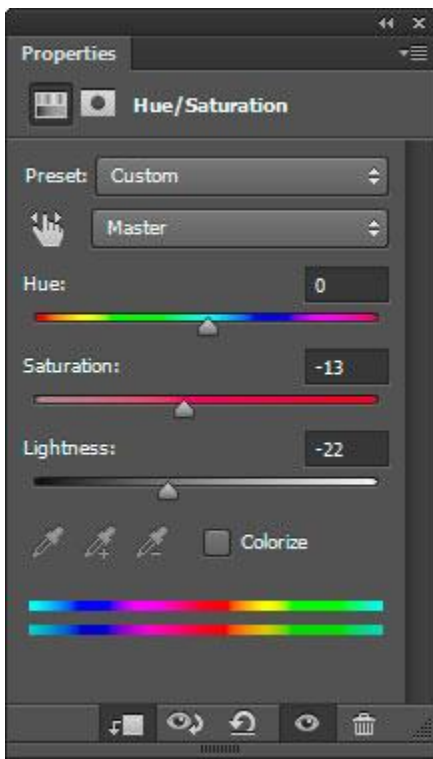 Properties
Hue/Saturation
Preset: Custom
Master
Hue: 0
Saturation: -13
Lightness: -22
Colorize